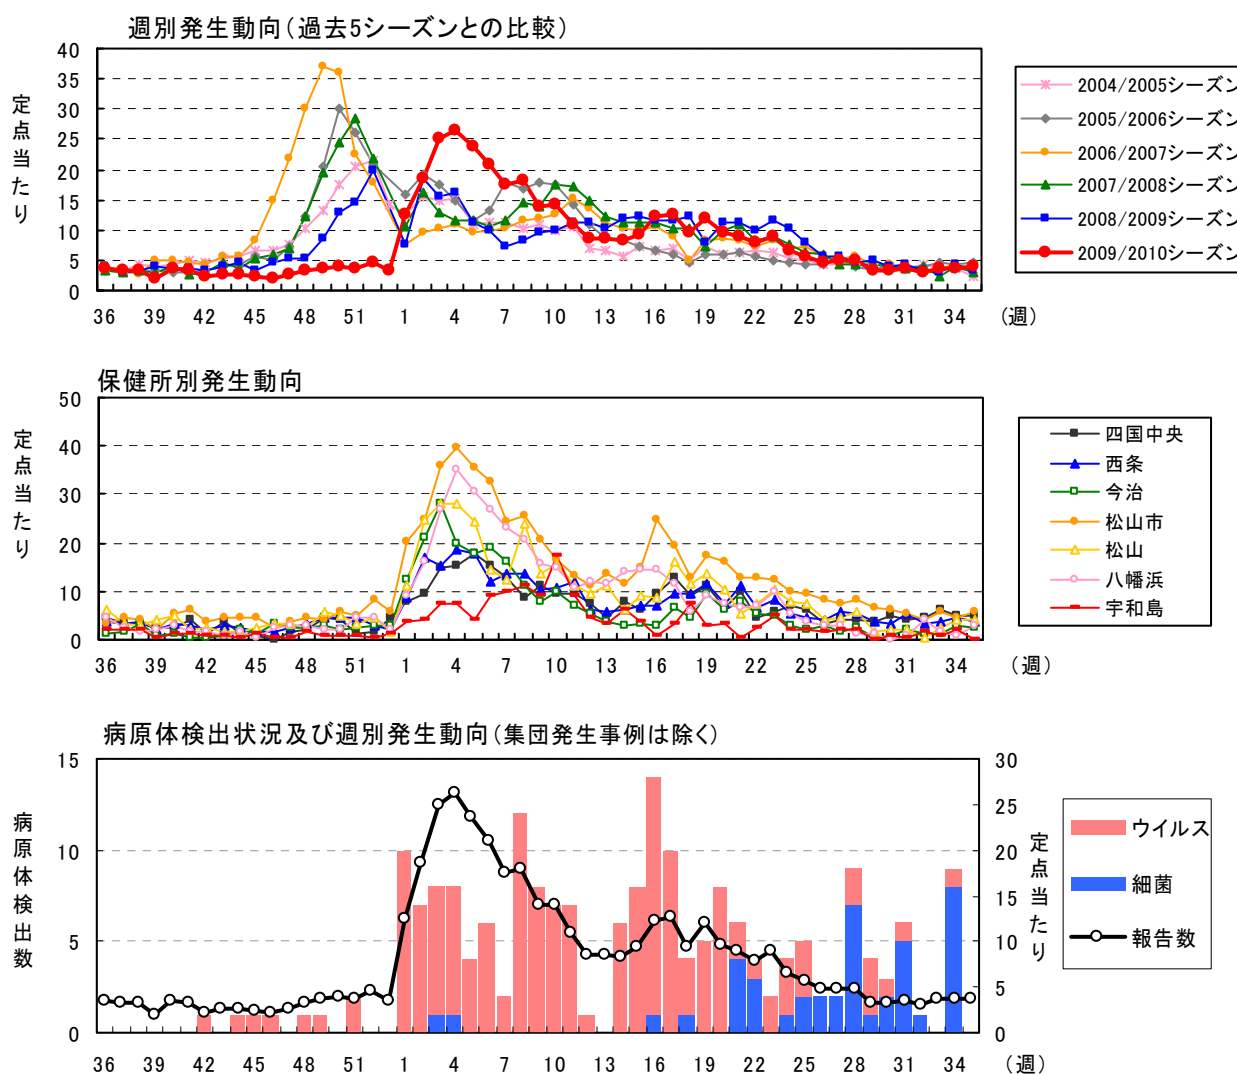 週別発生動向(過去5シーズンとの比較)
定点当たり
40
35
30
25
20
15
10
5
0
36 39 42 45 48 51 1 4 7 10 13 16 19 22 25 28 31 34 (週)
2004/2005シーズン
2005/2006シーズン
2006/2007シーズン
2007/2008シーズン
2008/2009シーズン
2009/2010シーズン
保健所別発生動向
定点当たり
50
40
30
20
10
0
36 39 42 45 48 51 1 4 7 10 13 16 19 22 25 28 31 34 (週)
四国中央
西条
今治
松山市
松山
八幡浜
宇和島
病原体検出状況及び週別発生動向(集団発生事例は除く)
病原体検出数
15
10
5
0
30
25
20
15
10
5
0
定点当たり
36 39 42 45 48 51 1 4 7 10 13 16 19 22 25 28 31 34 (週)
ウイルス
細菌
報告数